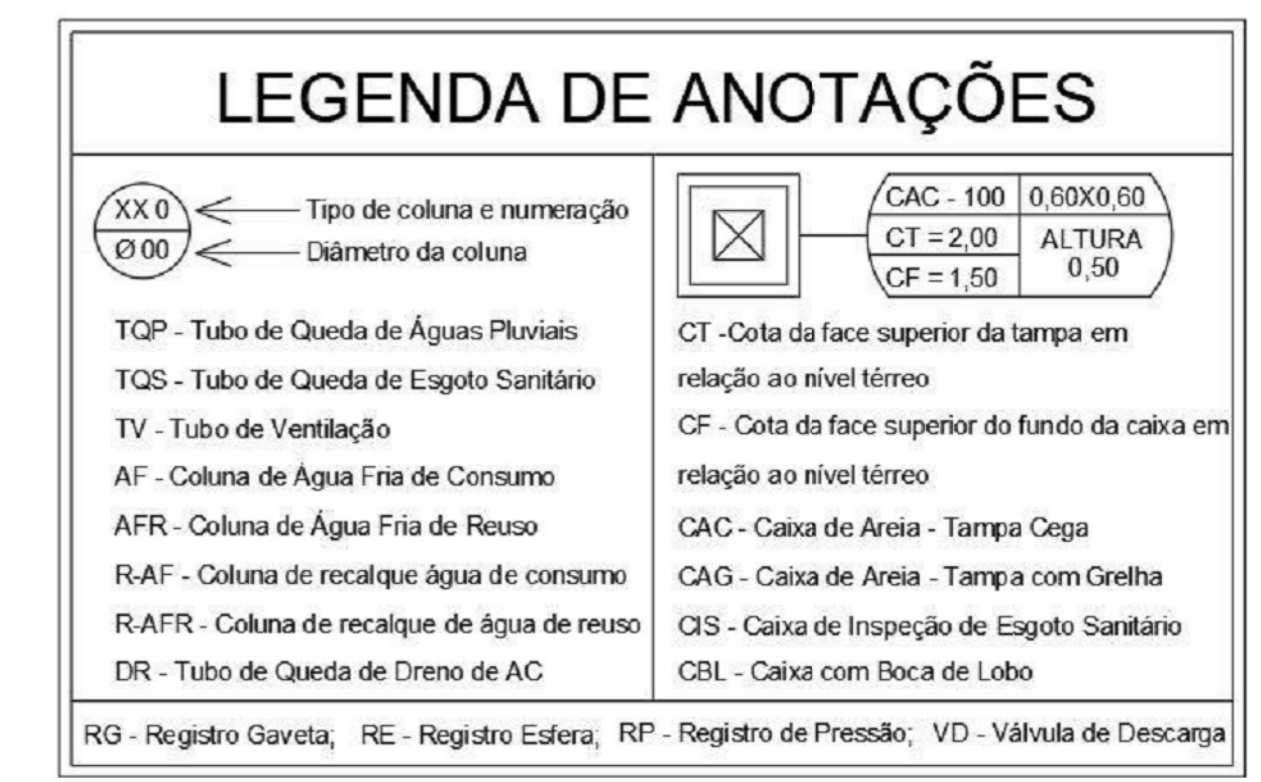 LEGENDA DE ANOTAÇÕES
XX 0
Tipo de coluna e numeração
Ø 00
Diâmetro da coluna
TQP - Tubo de Queda de Águas Pluviais
TQS - Tubo de Queda de Esgoto Sanitário
TV - Tubo de Ventilação
AF - Coluna de Água Fria de Consumo
AFR - Coluna de Água Fria de Reuso
R-AF - Coluna de recalque água de consumo
R-AFR - Coluna de recalque de água de reuso
DR - Tubo de Queda de Dreno de AC
CAC - 100
0,60X0,60
CT = 2,00
ALTURA
0,50
CF = 1,50
CT -Cota da face superior da tampa em
relação ao nível térreo
CF - Cota da face superior do fundo da caixa em
relação ao nível térreo
CAC - Caixa de Areia - Tampa Cega
CAG - Caixa de Areia - Tampa com Grelha
CIS - Caixa de Inspeção de Esgoto Sanitário
CBL - Caixa com Boca de Lobo
RG - Registro Gaveta; RE - Registro Esfera; RP - Registro de Pressão; VD - Válvula de Descarga